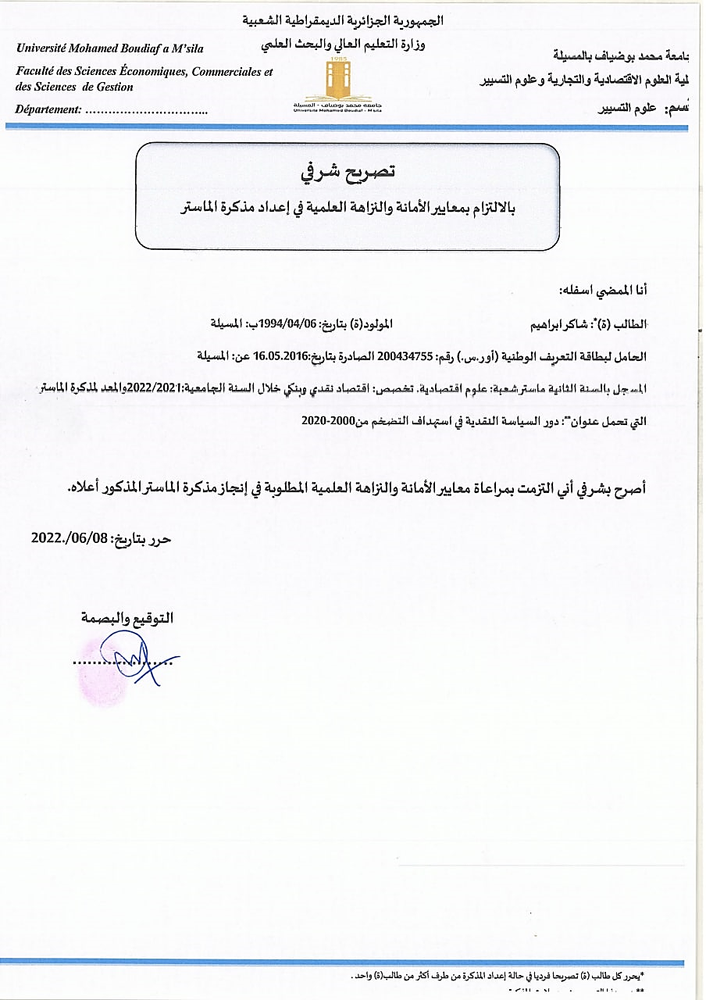 الجمهورية الجزائرية الديمقراطية الشعبية
وزارة التعليم العالي والبحث العلمي
Université Mohamed Boudiaf a M'sila
Faculté des Sciences Économiques, Commerciales et
des Sciences de Gestion
Département: ................................
امعة محمد بوضياف بالمسيلة
لية العلوم الاقتصادية والتجارية وعلوم التسيير
قسم: علوم التسيير
1985
جامعة محمد بوضياف - المسيلة
Université Mohamed Boudiaf - M'sila
تصريح شرفي
بالالتزام بمعايير الأمانة والنزاهة العلمية في إعداد مذكرة الماستر
أنا الممضي اسفله:
الطالب (ة)*: شاكر ابراهيم المولود(ة) بتاريخ: 1994/04/06ب: المسيلة
الحامل لبطاقة التعريف الوطنية (أور.س.) رقم: 200434755 الصادرة بتاريخ:16.05.2016 عن: المسيلة
المسجل بالسنة الثانية ماستر شعبة: علوم اقتصادية. تخصص: اقتصاد نقدي وبنكي خلال السنة الجامعية:2022/2021والمعد لمذكرة الماستر
التي تحمل عنوان**: دور السياسة النقدية في استهداف التضخم من2000-2020
أصرح بشرفي أني التزمت بمراعاة معايير الأمانة والنزاهة العلمية المطلوبة في إنجاز مذكرة الماستر المذكور أعلاه.
حرر بتاريخ: 2022./06/08
التوقيع والبصمة
......................
*يحرر كل طالب (ة) تصريحا فرديا في حالة إعداد المذكرة من طرف أكثر من طالب(ة) واحد .